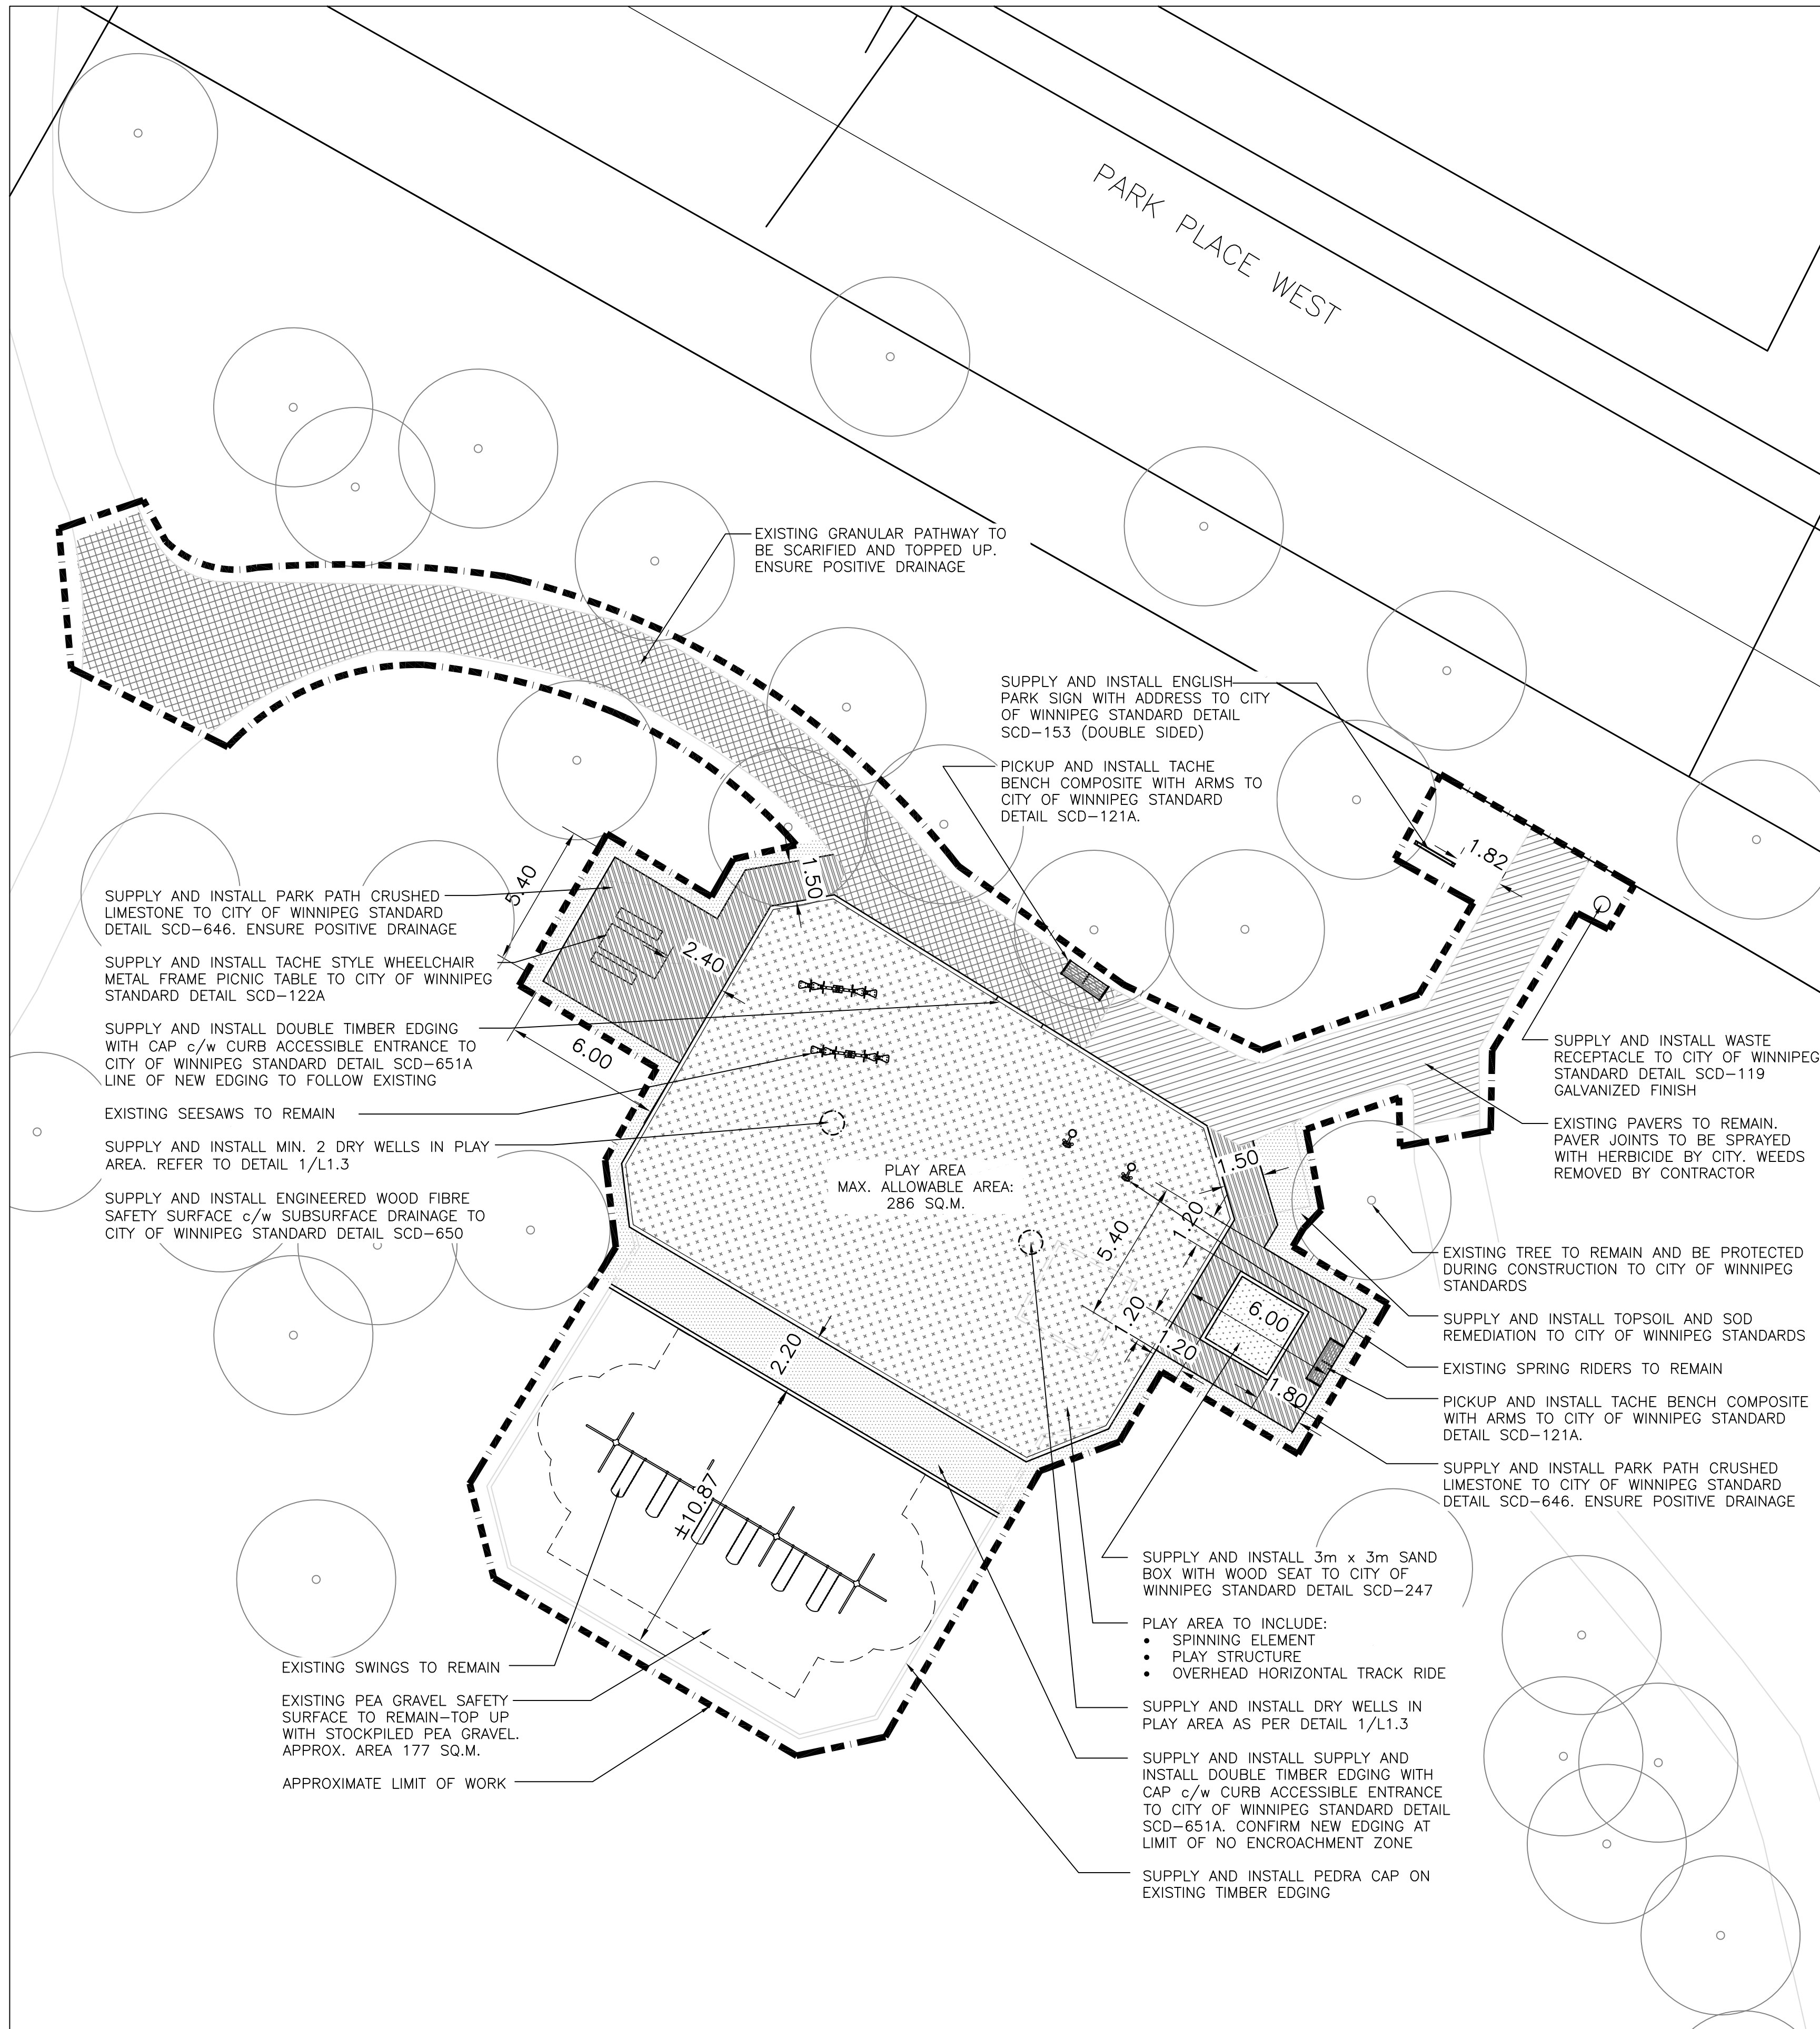 PARK PLACE WEST
EXISTING GRANULAR PATHWAY TO
BE SCARIFIED AND TOPPED UP.
ENSURE POSITIVE DRAINAGE
SUPPLY AND INSTALL ENGLISH
PARK SIGN WITH ADDRESS TO CITY
OF WINNIPEG STANDARD DETAIL
SCD-153 (DOUBLE SIDED)
PICKUP AND INSTALL TACHE
BENCH COMPOSITE WITH ARMS TO
CITY OF WINNIPEG STANDARD
DETAIL SCD-121A.
1.82
5.40
1.50
2.40
6.00
SUPPLY AND INSTALL PARK PATH CRUSHED
LIMESTONE TO CITY OF WINNIPEG STANDARD
DETAIL SCD-646. ENSURE POSITIVE DRAINAGE
SUPPLY AND INSTALL TACHE STYLE WHEELCHAIR
METAL FRAME PICNIC TABLE TO CITY OF WINNIPEG
STANDARD DETAIL SCD-122A
SUPPLY AND INSTALL DOUBLE TIMBER EDGING
WITH CAP c/w CURB ACCESSIBLE ENTRANCE TO
CITY OF WINNIPEG STANDARD DETAIL SCD-651A
LINE OF NEW EDGING TO FOLLOW EXISTING
EXISTING SEESAWS TO REMAIN
SUPPLY AND INSTALL MIN. 2 DRY WELLS IN PLAY
AREA. REFER TO DETAIL 1/L1.3
SUPPLY AND INSTALL ENGINEERED WOOD FIBRE
SAFETY SURFACE c/w SUBSURFACE DRAINAGE TO
CITY OF WINNIPEG STANDARD DETAIL SCD-650
PLAY AREA
MAX. ALLOWABLE AREA:
286 SQ.M.
1.50
1.20
5.40
1.20
1.20
6.00
1.80
2.20
±10.87
SUPPLY AND INSTALL WASTE
RECEPTACLE TO CITY OF WINNIPEG
STANDARD DETAIL SCD-119
GALVANIZED FINISH
EXISTING PAVERS TO REMAIN.
PAVER JOINTS TO BE SPRAYED
WITH HERBICIDE BY CITY. WEEDS
REMOVED BY CONTRACTOR
EXISTING TREE TO REMAIN AND BE PROTECTED
DURING CONSTRUCTION TO CITY OF WINNIPEG
STANDARDS
SUPPLY AND INSTALL TOPSOIL AND SOD
REMEDIATION TO CITY OF WINNIPEG STANDARDS
EXISTING SPRING RIDERS TO REMAIN
PICKUP AND INSTALL TACHE BENCH COMPOSITE
WITH ARMS TO CITY OF WINNIPEG STANDARD
DETAIL SCD-121A.
SUPPLY AND INSTALL PARK PATH CRUSHED
LIMESTONE TO CITY OF WINNIPEG STANDARD
DETAIL SCD-646. ENSURE POSITIVE DRAINAGE
SUPPLY AND INSTALL 3m x 3m SAND
BOX WITH WOOD SEAT TO CITY OF
WINNIPEG STANDARD DETAIL SCD-247
PLAY AREA TO INCLUDE:
• SPINNING ELEMENT
• PLAY STRUCTURE
• OVERHEAD HORIZONTAL TRACK RIDE
SUPPLY AND INSTALL DRY WELLS IN
PLAY AREA AS PER DETAIL 1/L1.3
SUPPLY AND INSTALL SUPPLY AND
INSTALL DOUBLE TIMBER EDGING WITH
CAP c/w CURB ACCESSIBLE ENTRANCE
TO CITY OF WINNIPEG STANDARD DETAIL
SCD-651A. CONFIRM NEW EDGING AT
LIMIT OF NO ENCROACHMENT ZONE
SUPPLY AND INSTALL PEDRA CAP ON
EXISTING TIMBER EDGING
EXISTING SWINGS TO REMAIN
EXISTING PEA GRAVEL SAFETY
SURFACE TO REMAIN-TOP UP
WITH STOCKPILED PEA GRAVEL.
APPROX. AREA 177 SQ.M.
APPROXIMATE LIMIT OF WORK